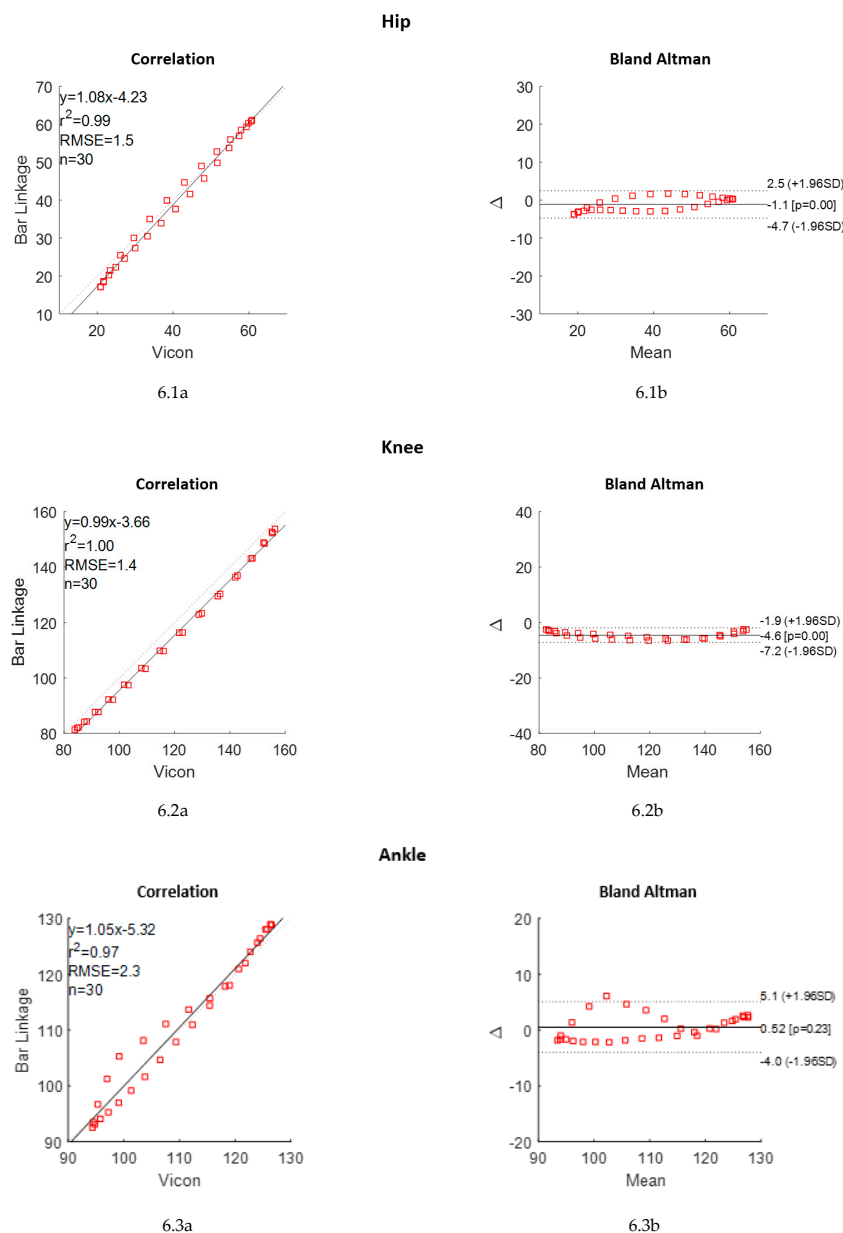 Hip
Correlation
Bland Altman
y=1.08x-4.23
r²=0.99
RMSE=1.5
n=30
70
60
50
40
30
20
10
Bar Linkage
20 40 60
Vicon
30
20
10
0
-10
-20
-30
Δ
2.5 (+1.96SD)
-1.1 [p=0.00]
-4.7 (-1.96SD)
20 40 60
Mean
6.1a
6.1b
Knee
Correlation
Bland Altman
y=0.99x-3.66
r²=1.00
RMSE=1.4
n=30
160
140
120
100
80
Bar Linkage
80 100 120 140 160
Vicon
40
20
0
-20
-40
Δ
-1.9 (+1.96SD)
-4.6 [p=0.00]
-7.2 (-1.96SD)
80 100 120 140 160
Mean
6.2a
6.2b
Ankle
Correlation
Bland Altman
y=1.05x-5.32
r²=0.97
RMSE=2.3
n=30
130
120
110
100
90
Bar Linkage
90 100 110 120 130
Vicon
20
10
0
-10
-20
Δ
5.1 (+1.96SD)
0.52 [p=0.23]
-4.0 (-1.96SD)
90 100 110 120 130
Mean
6.3a
6.3b